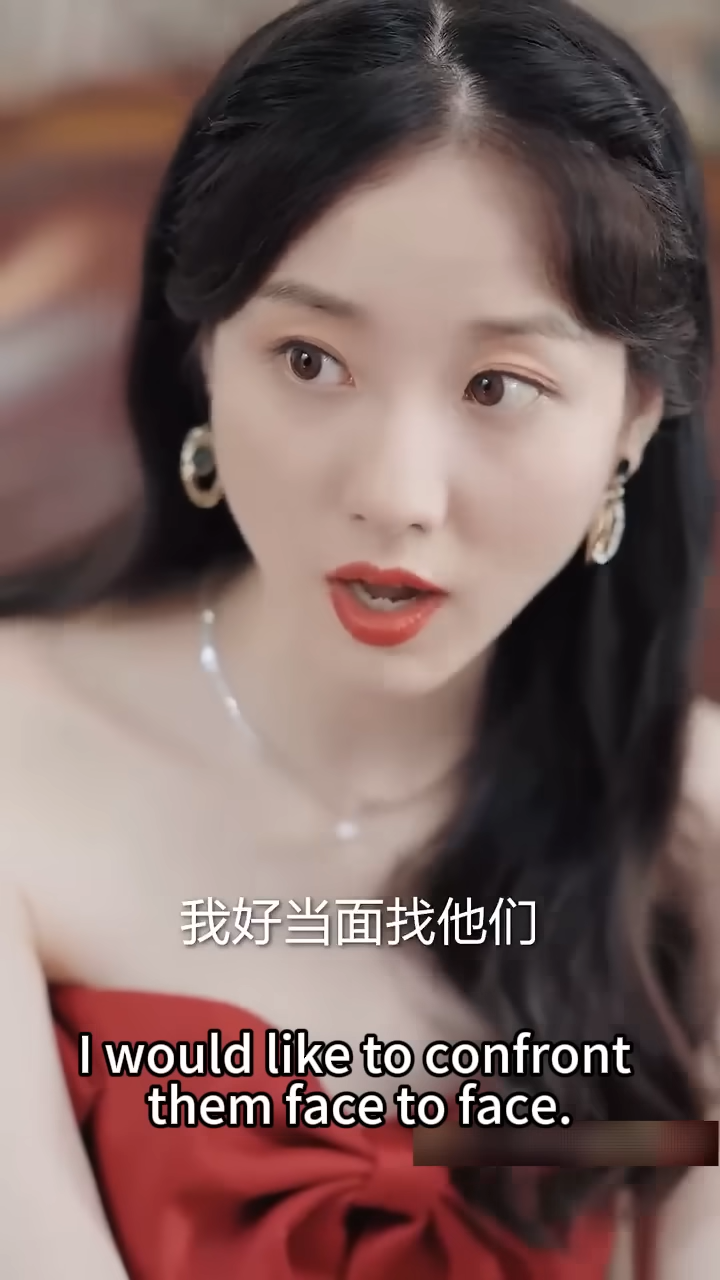 我好当面找他们
I would like to confront
them face to face.